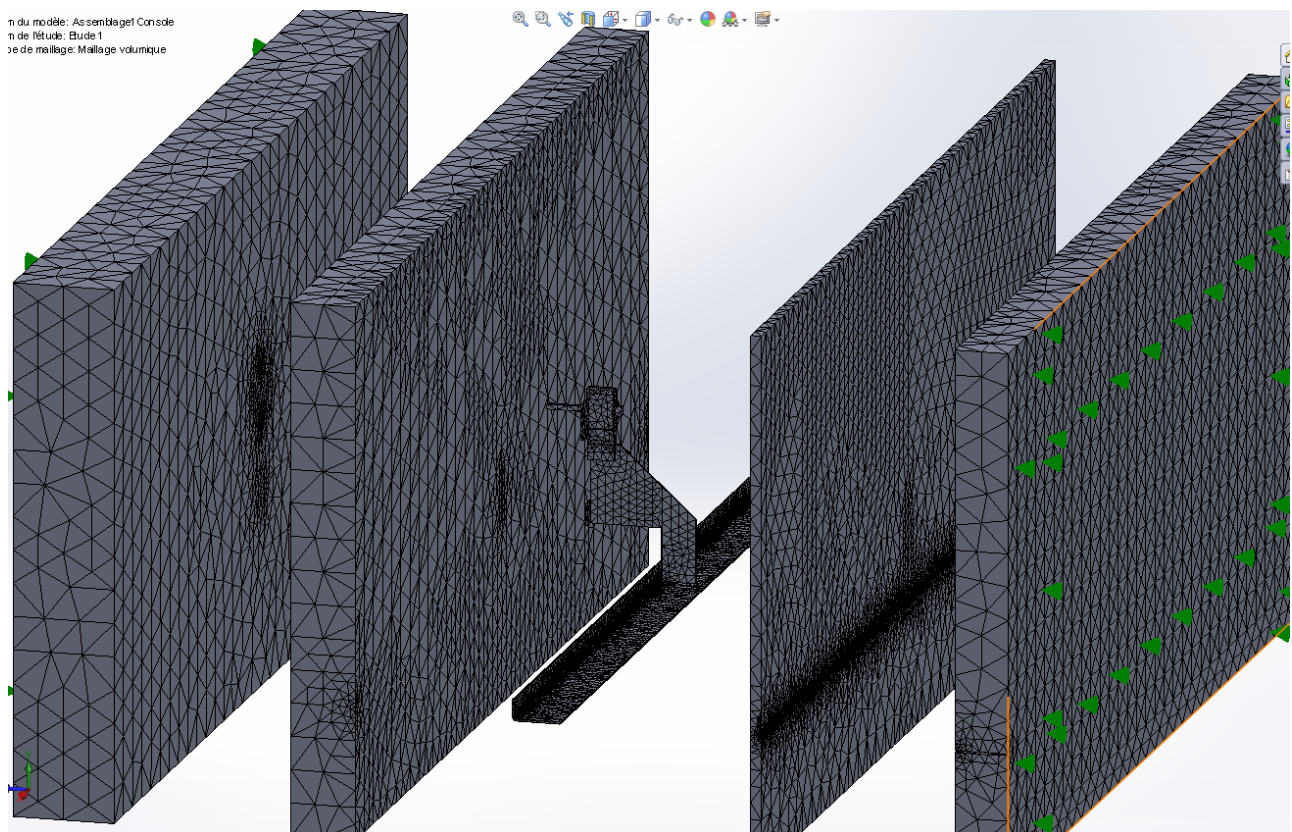 n du modèle: Assemblage1 Console
n de l'étude: Etude 1
pe de maillage: Maillage volumique